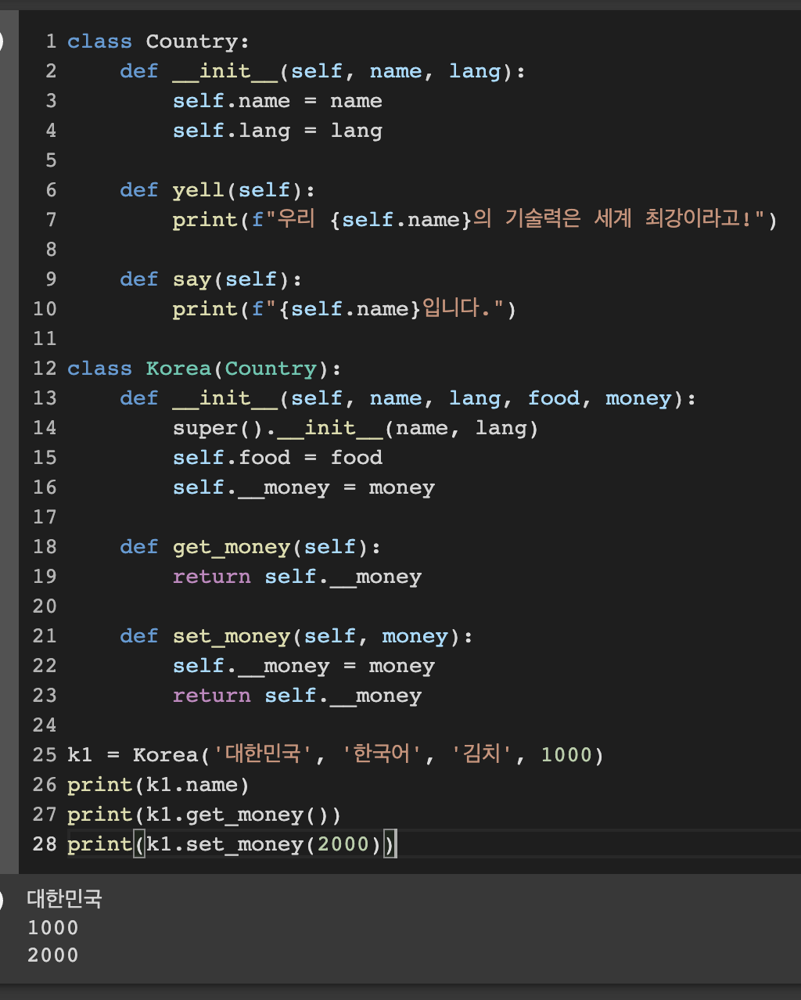 1 class Country:
2     def __init__(self, name, lang):
3         self.name = name
4         self.lang = lang
5
6     def yell(self):
7         print(f"우리 {self.name}의 기술력은 세계 최강이라고!")
8
9     def say(self):
10         print(f"{self.name}입니다.")
11
12 class Korea(Country):
13     def __init__(self, name, lang, food, money):
14         super().__init__(name, lang)
15         self.food = food
16         self.__money = money
17
18     def get_money(self):
19         return self.__money
20
21     def set_money(self, money):
22         self.__money = money
23         return self.__money
24
25 k1 = Korea('대한민국', '한국어', '김치', 1000)
26 print(k1.name)
27 print(k1.get_money())
28 print(k1.set_money(2000))
대한민국
1000
2000